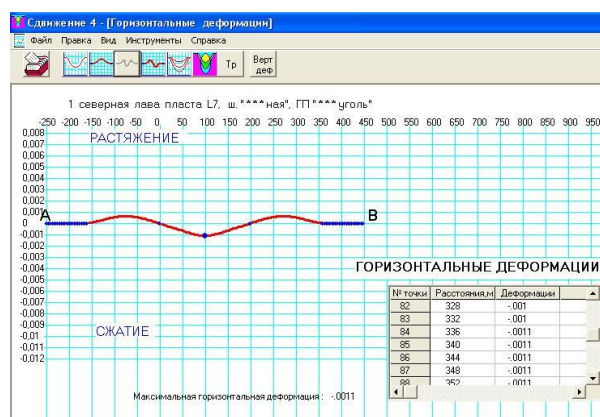 Сдвижение 4 - [Горизонтальные деформации]
Файл Правка Вид Инструменты Справка
Тр Верт деф
1 северная лава пласта L7, ш."****ная", ГП"****уголь"
-250 -200 -150 -100 -50 0 50 100 150 200 250 300 350 400 450 500 550 600 650 700 750 800 850 900 950
0,008
РАСТЯЖЕНИЕ
0,007
0,006
0,005
0,004
0,003
0,002
0,001
A B
0
-0,001
-0,002
-0,003
-0,004
ГОРИЗОНТАЛЬНЫЕ ДЕФОРМАЦИИ
-0,005
-0,006
-0,007
-0,008
-0,009
СЖАТИЕ
-0,01
-0,011
-0,012
№ точки Расстояния,м Деформации
82 328 -.001
83 332 -.001
84 336 -.0011
85 340 -.0011
86 344 -.0011
87 348 -.0011
88 352 -.0011
Максимальная горизонтальная деформация : -.0011